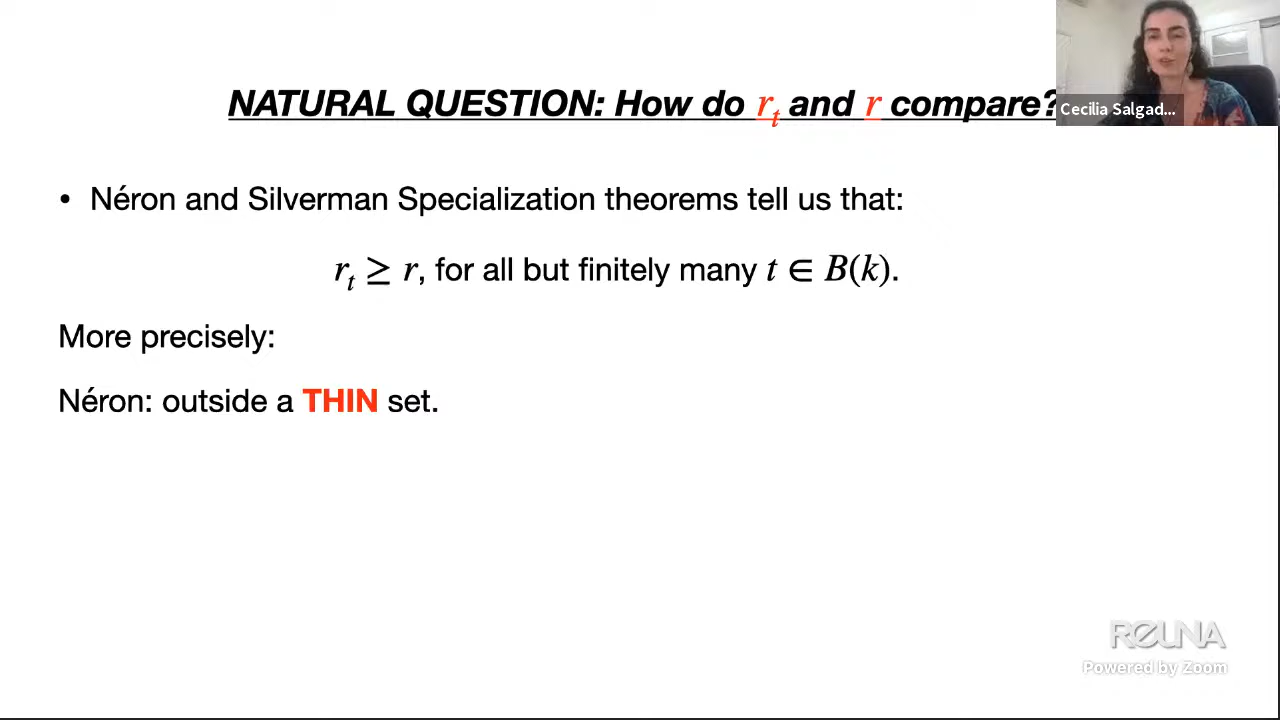 NATURAL QUESTION: How do r_t and r compare?
Cecilia Salgad...
• Néron and Silverman Specialization theorems tell us that:
r_t ≥ r, for all but finitely many t ∈ B(k).
More precisely:
Néron: outside a THIN set.
REUNA
Powered by Zoom